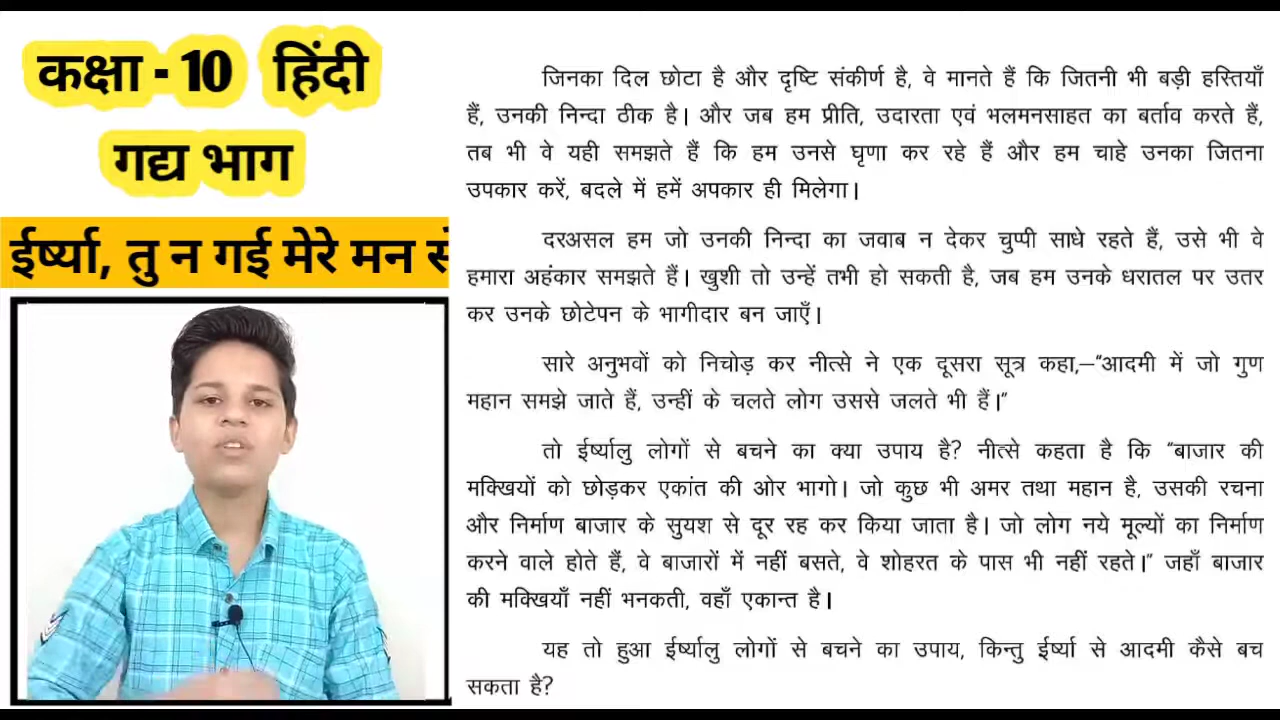 कक्षा - 10 हिंदी
गद्य भाग
ईर्ष्या, तु न गई मेरे मन से
जिनका दिल छोटा है और दृष्टि संकीर्ण है, वे मानते हैं कि जितनी भी बड़ी हस्तियाँ
हैं, उनकी निन्दा ठीक है। और जब हम प्रीति, उदारता एवं भलमनसाहत का बर्ताव करते हैं,
तब भी वे यही समझते हैं कि हम उनसे घृणा कर रहे हैं और हम चाहे उनका जितना
उपकार करें, बदले में हमें अपकार ही मिलेगा।
दरअसल हम जो उनकी निन्दा का जवाब न देकर चुप्पी साधे रहते हैं, उसे भी वे
हमारा अहंकार समझते हैं। खुशी तो उन्हें तभी हो सकती है, जब हम उनके धरातल पर उतर
कर उनके छोटेपन के भागीदार बन जाएँ।
सारे अनुभवों को निचोड़ कर नीत्से ने एक दूसरा सूत्र कहा,—"आदमी में जो गुण
महान समझे जाते हैं, उन्हीं के चलते लोग उससे जलते भी हैं।"
तो ईर्ष्यालु लोगों से बचने का क्या उपाय है? नीत्से कहता है कि "बाजार की
मक्खियों को छोड़कर एकांत की ओर भागो। जो कुछ भी अमर तथा महान है, उसकी रचना
और निर्माण बाजार के सुयश से दूर रह कर किया जाता है। जो लोग नये मूल्यों का निर्माण
करने वाले होते हैं, वे बाजारों में नहीं बसते, वे शोहरत के पास भी नहीं रहते।" जहाँ बाजार
की मक्खियाँ नहीं भनकती, वहाँ एकान्त है।
यह तो हुआ ईर्ष्यालु लोगों से बचने का उपाय, किन्तु ईर्ष्या से आदमी कैसे बच
सकता है?